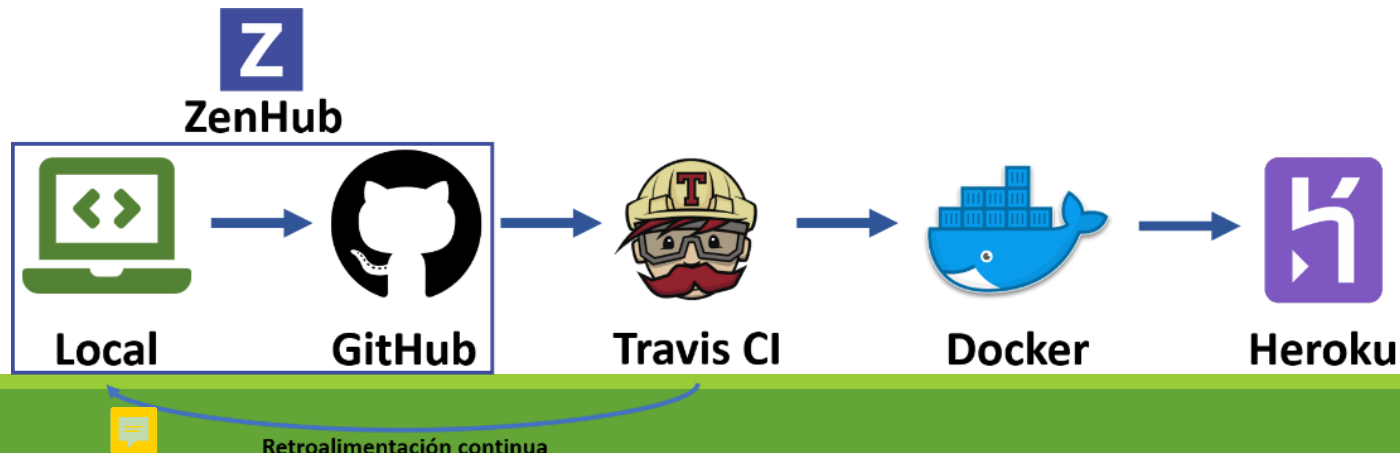 Z
ZenHub
T
Local
GitHub
Travis CI
Docker
Heroku
Retroalimentación continua